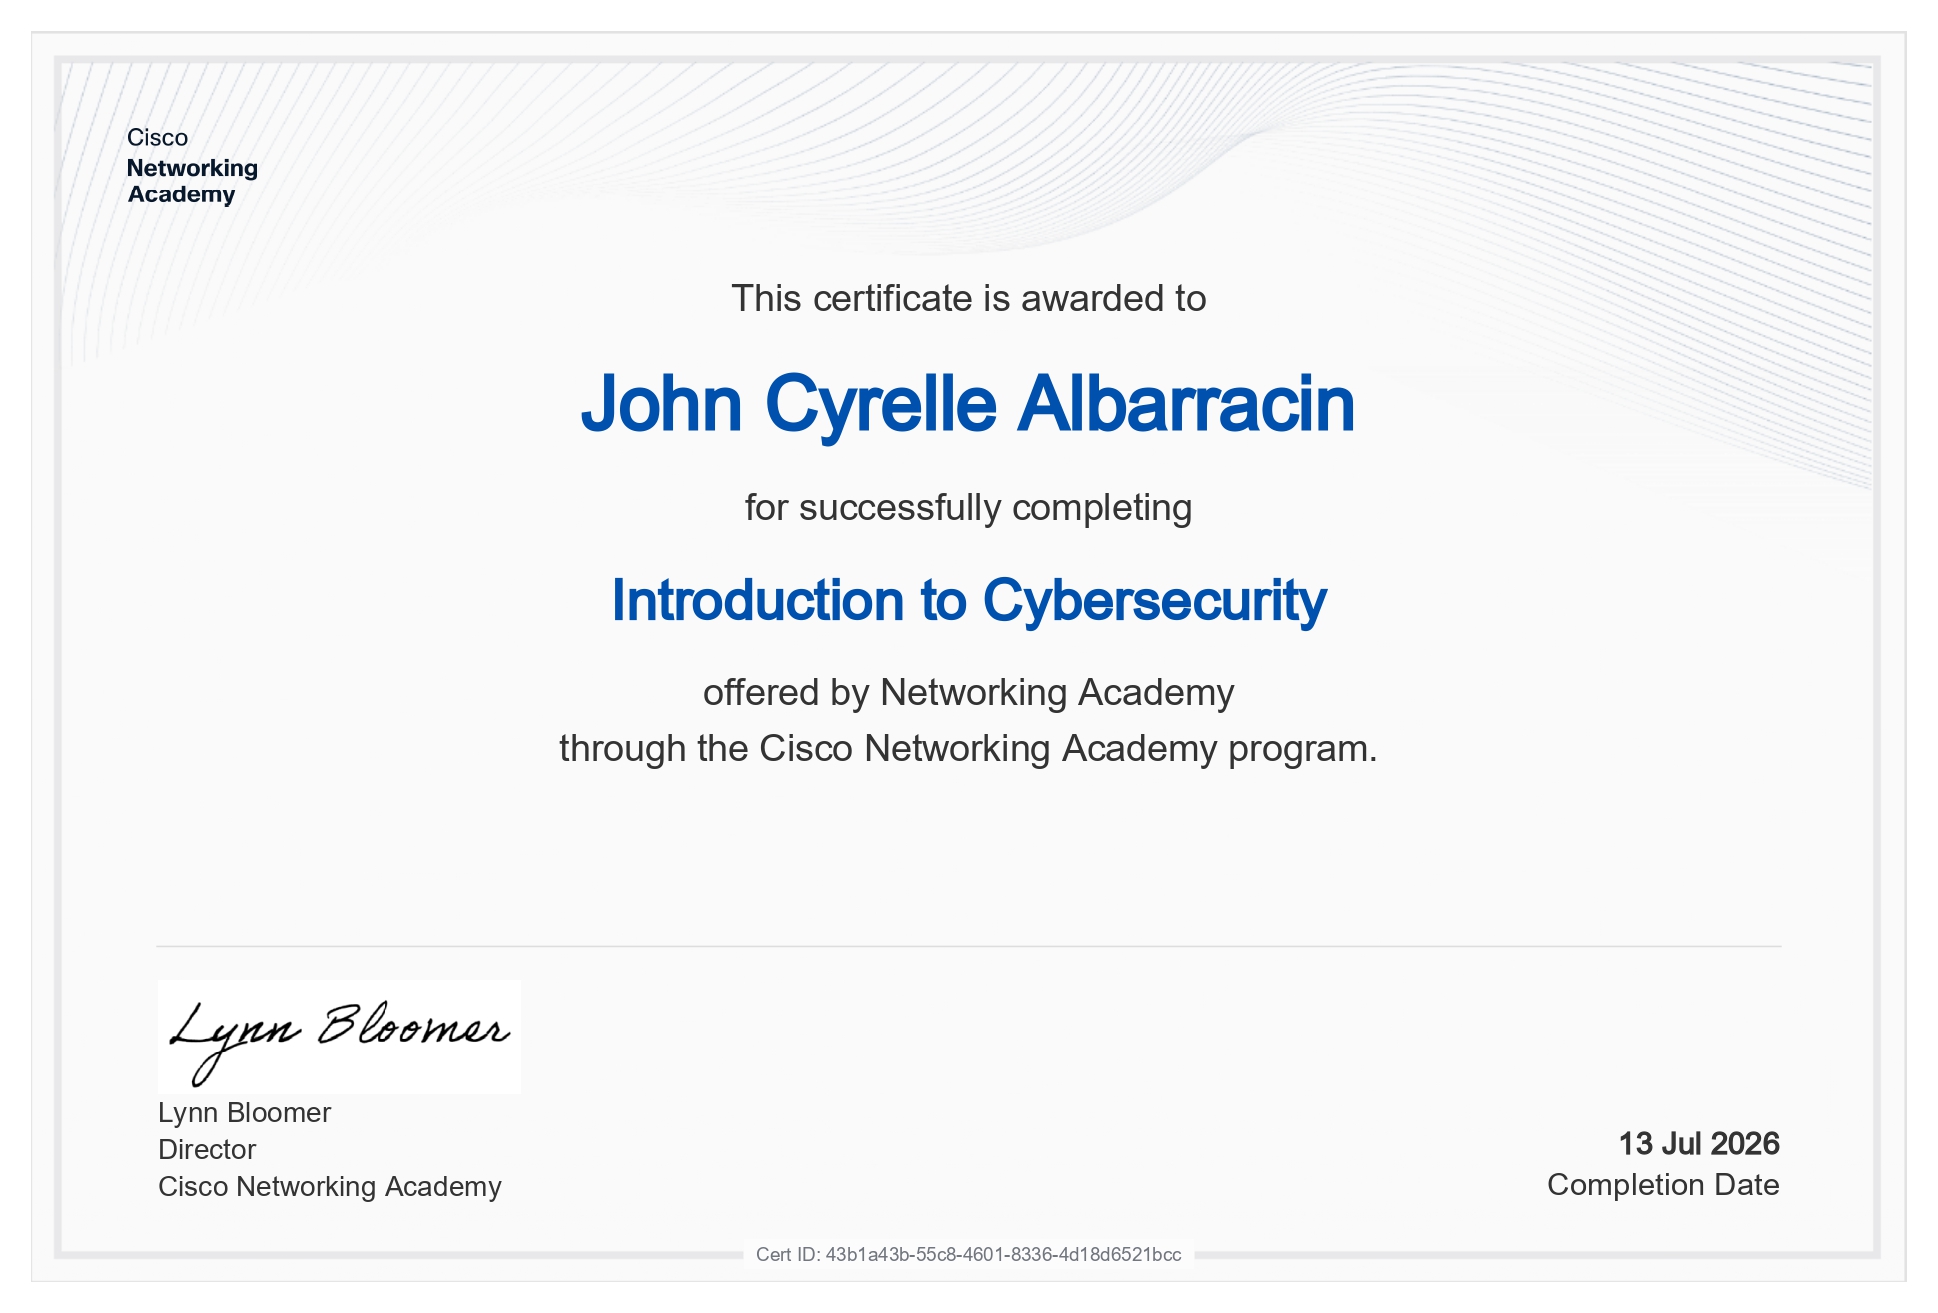 Cisco
Networking
Academy
This certificate is awarded to
John Cyrelle Albarracin
for successfully completing
Introduction to Cybersecurity
offered by Networking Academy
through the Cisco Networking Academy program.
Lynn Bloomer
Lynn Bloomer
Director
Cisco Networking Academy
13 Jul 2026
Completion Date
Cert ID: 43b1a43b-55c8-4601-8336-4d18d6521bcc